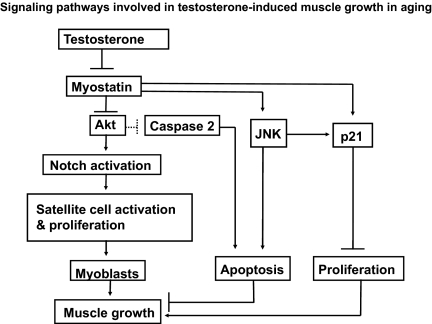 Signaling pathways involved in testosterone-induced muscle growth in aging
Testosterone
Myostatin
Akt
Caspase 2
JNK
p21
Notch activation
Satellite cell activation
& proliferation
Myoblasts
Apoptosis
Proliferation
Muscle growth